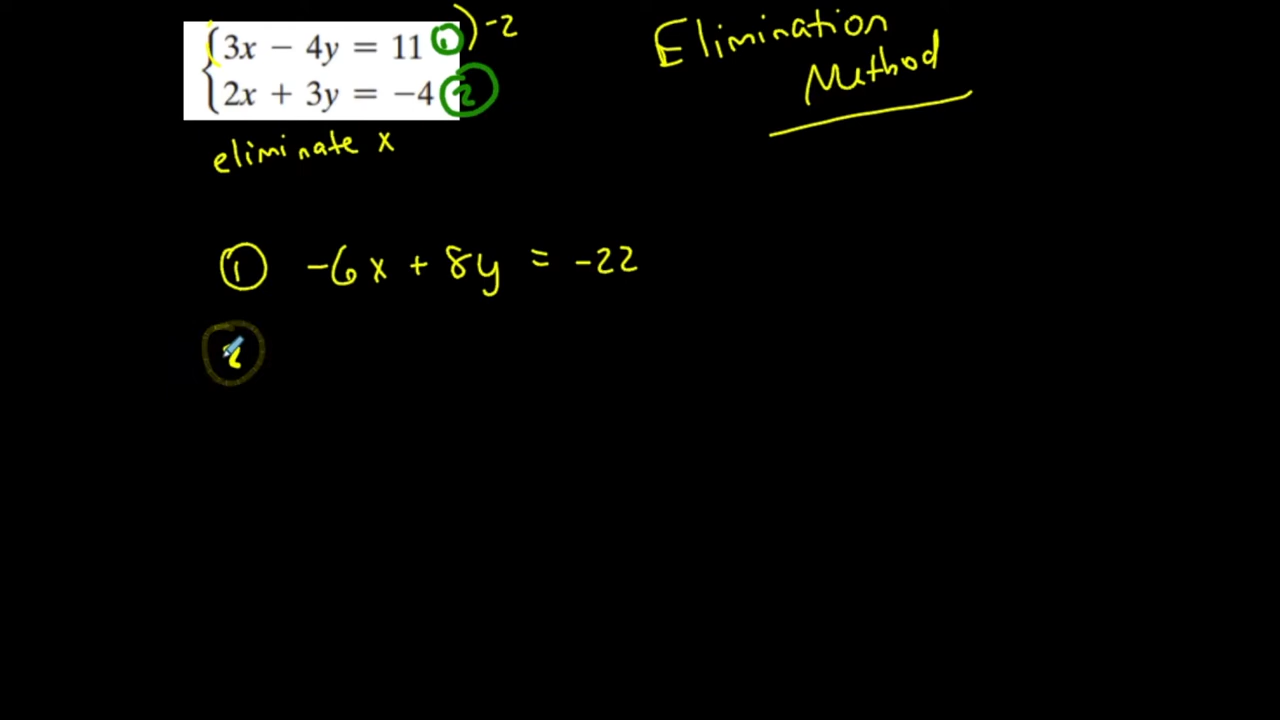 3x − 4y = 11 ① ) -2
2x + 3y = −4 ②
eliminate x
Elimination
Method
① -6x + 8y = -22
②